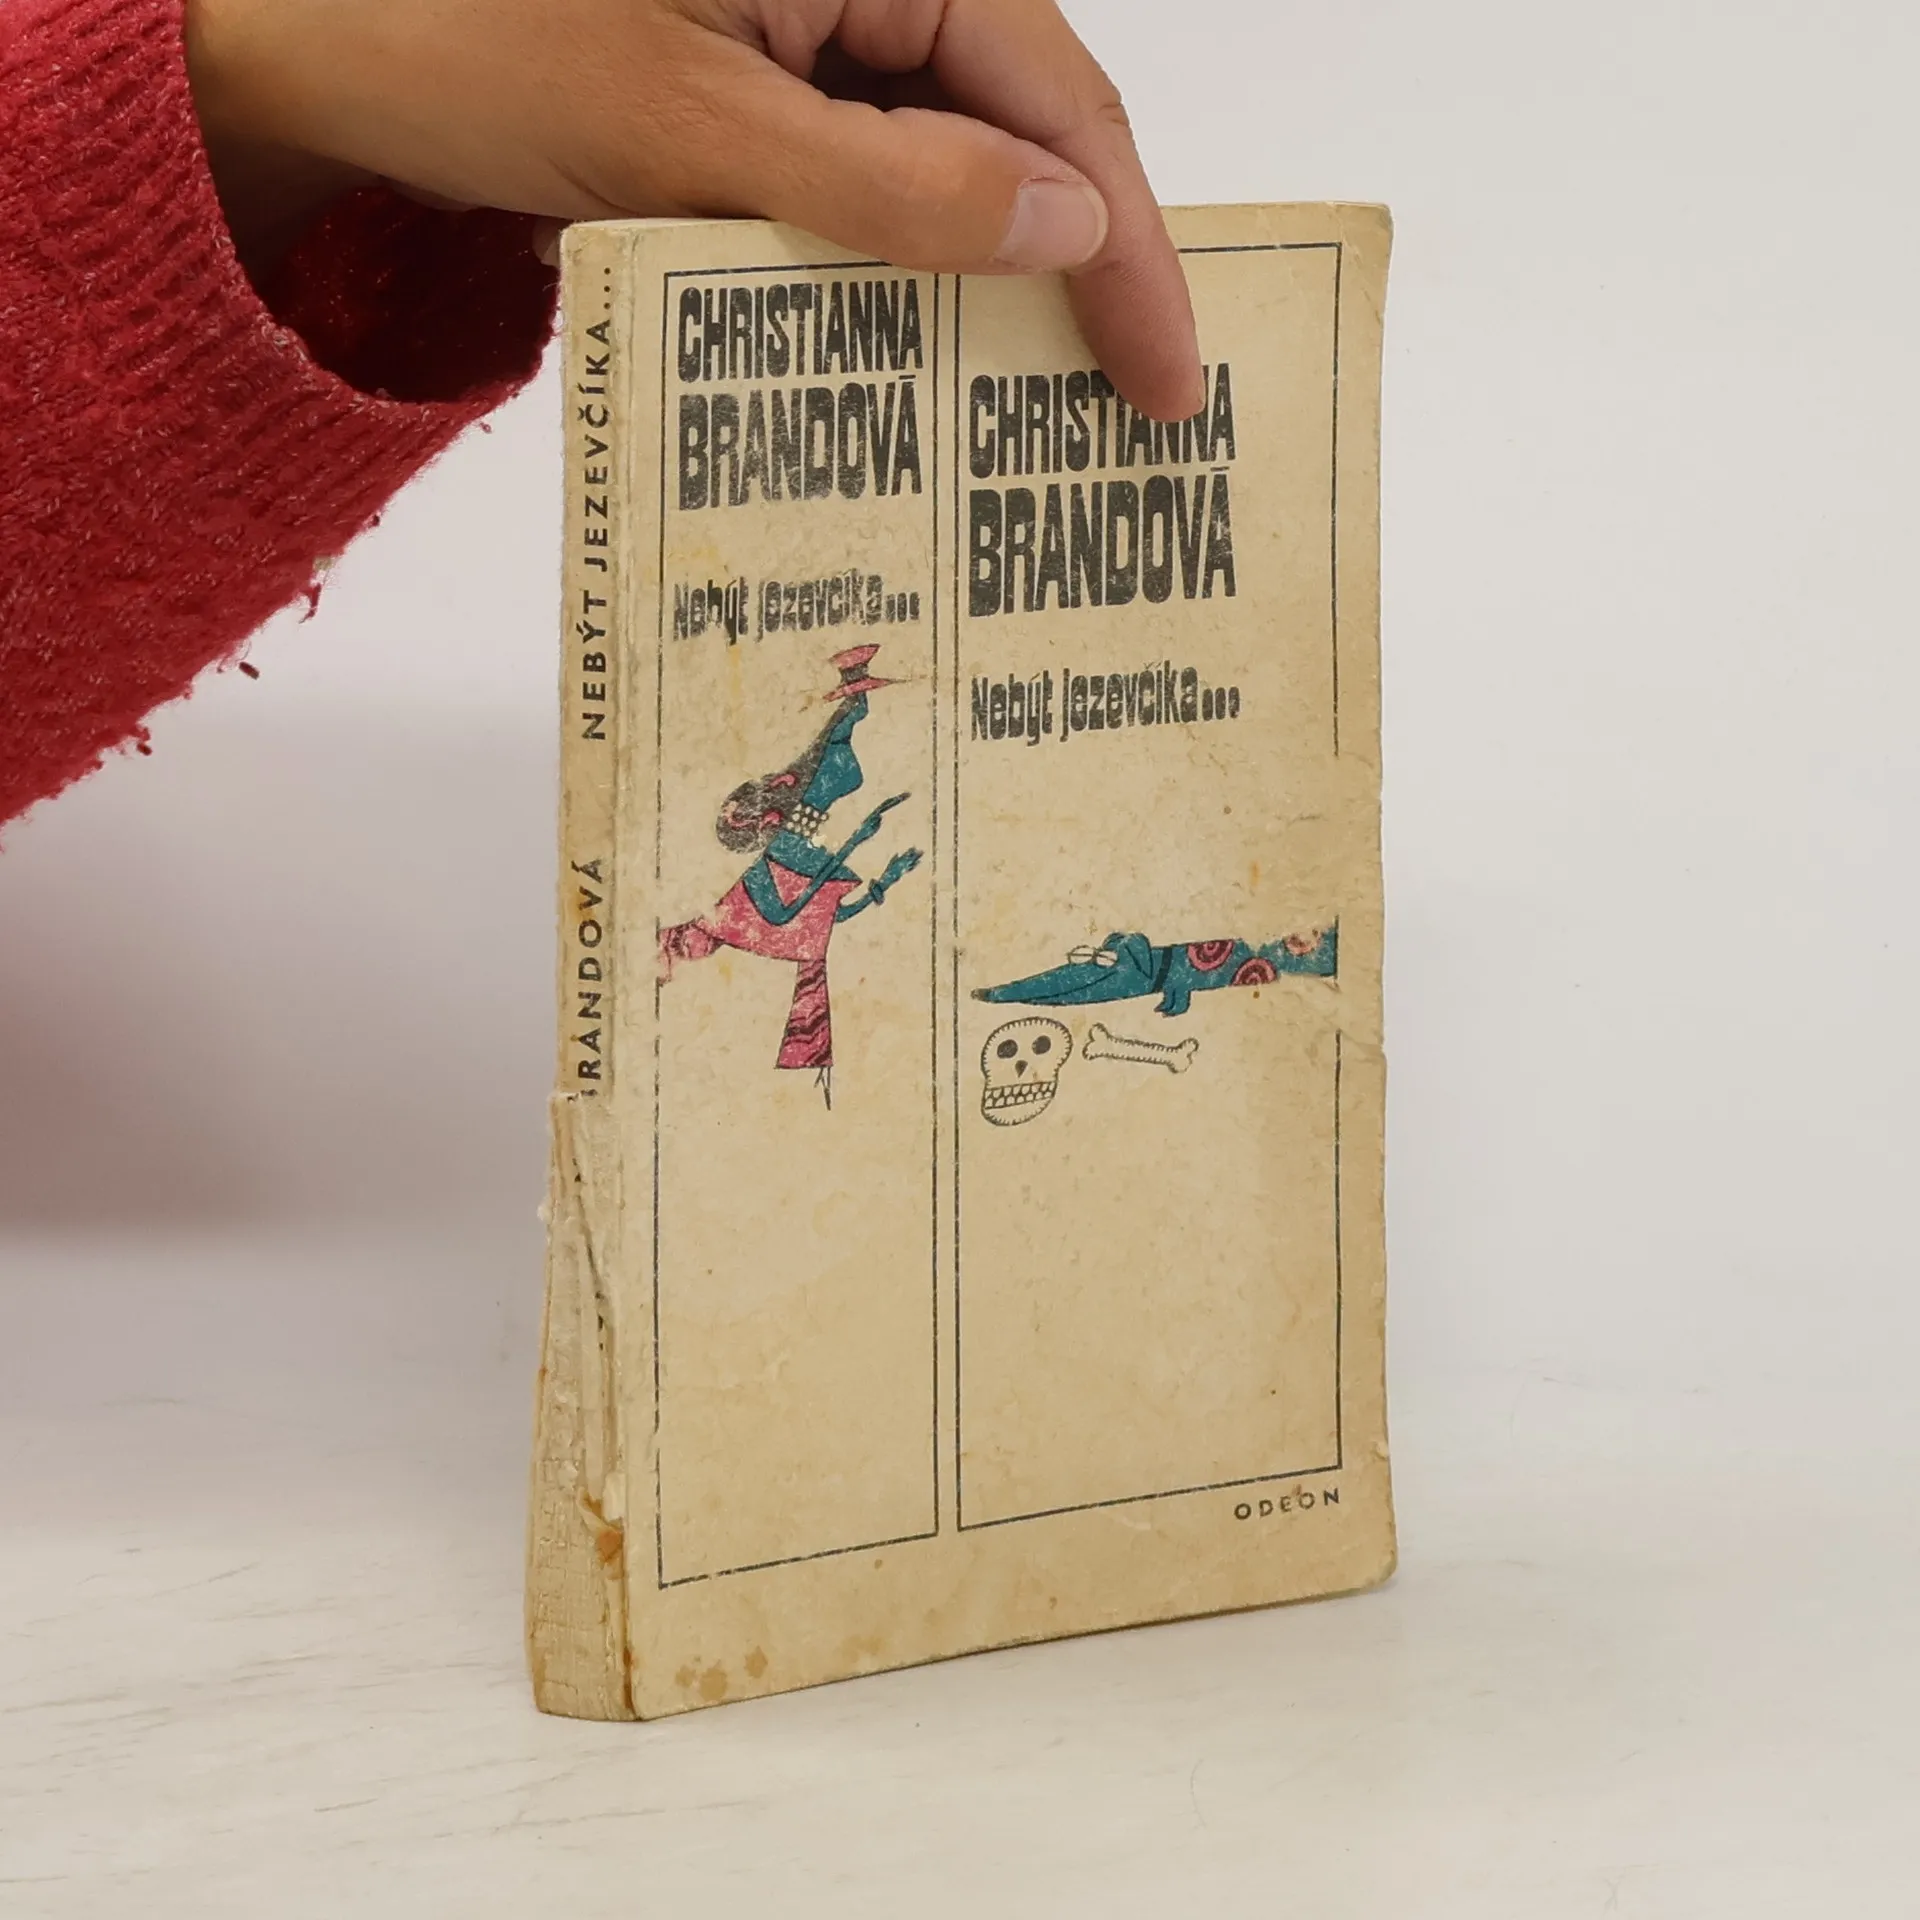 NEBÝT JEZEVČÍKA...
BRANDOVÁ
CHRISTIANNA
BRANDOVÁ
Nebýt jezevčíka...
CHRISTIANNA
BRANDOVÁ
Nebýt jezevčíka...
ODEON